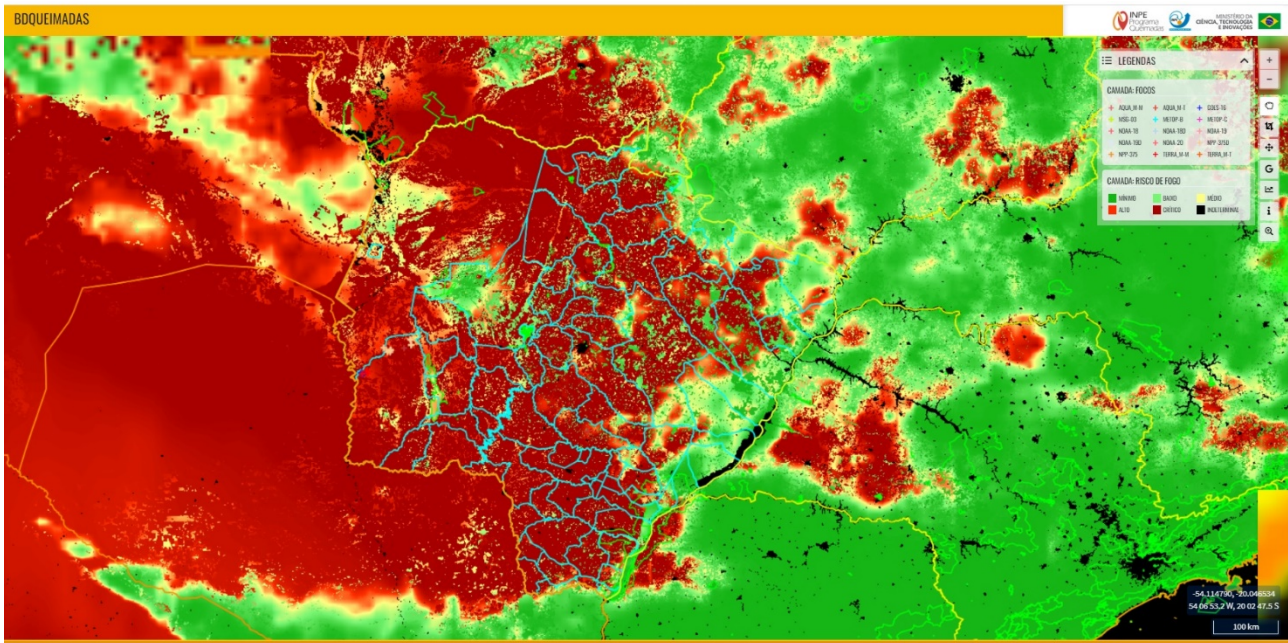 BDQUEIMADAS
INPE
Programa
Queimadas
MINISTÉRIO DA
CIÊNCIA, TECNOLOGIA
E INOVAÇÕES
LEGENDAS
CAMADA: FOCOS
AQUA_M-M AQUA_M-T GOES-16
MSG-03 METOP-B METOP-C
NOAA-18 NOAA-18D NOAA-19
NOAA-19D NOAA-20 NPP-375D
NPP-375 TERRA_M-M TERRA_M-T
CAMADA: RISCO DE FOGO
MÍNIMO BAIXO MÉDIO
ALTO CRÍTICO
+
−
G
i
-54.114790, -20.046534
54 06 53.2 W, 20 02 47.5 S
100 km